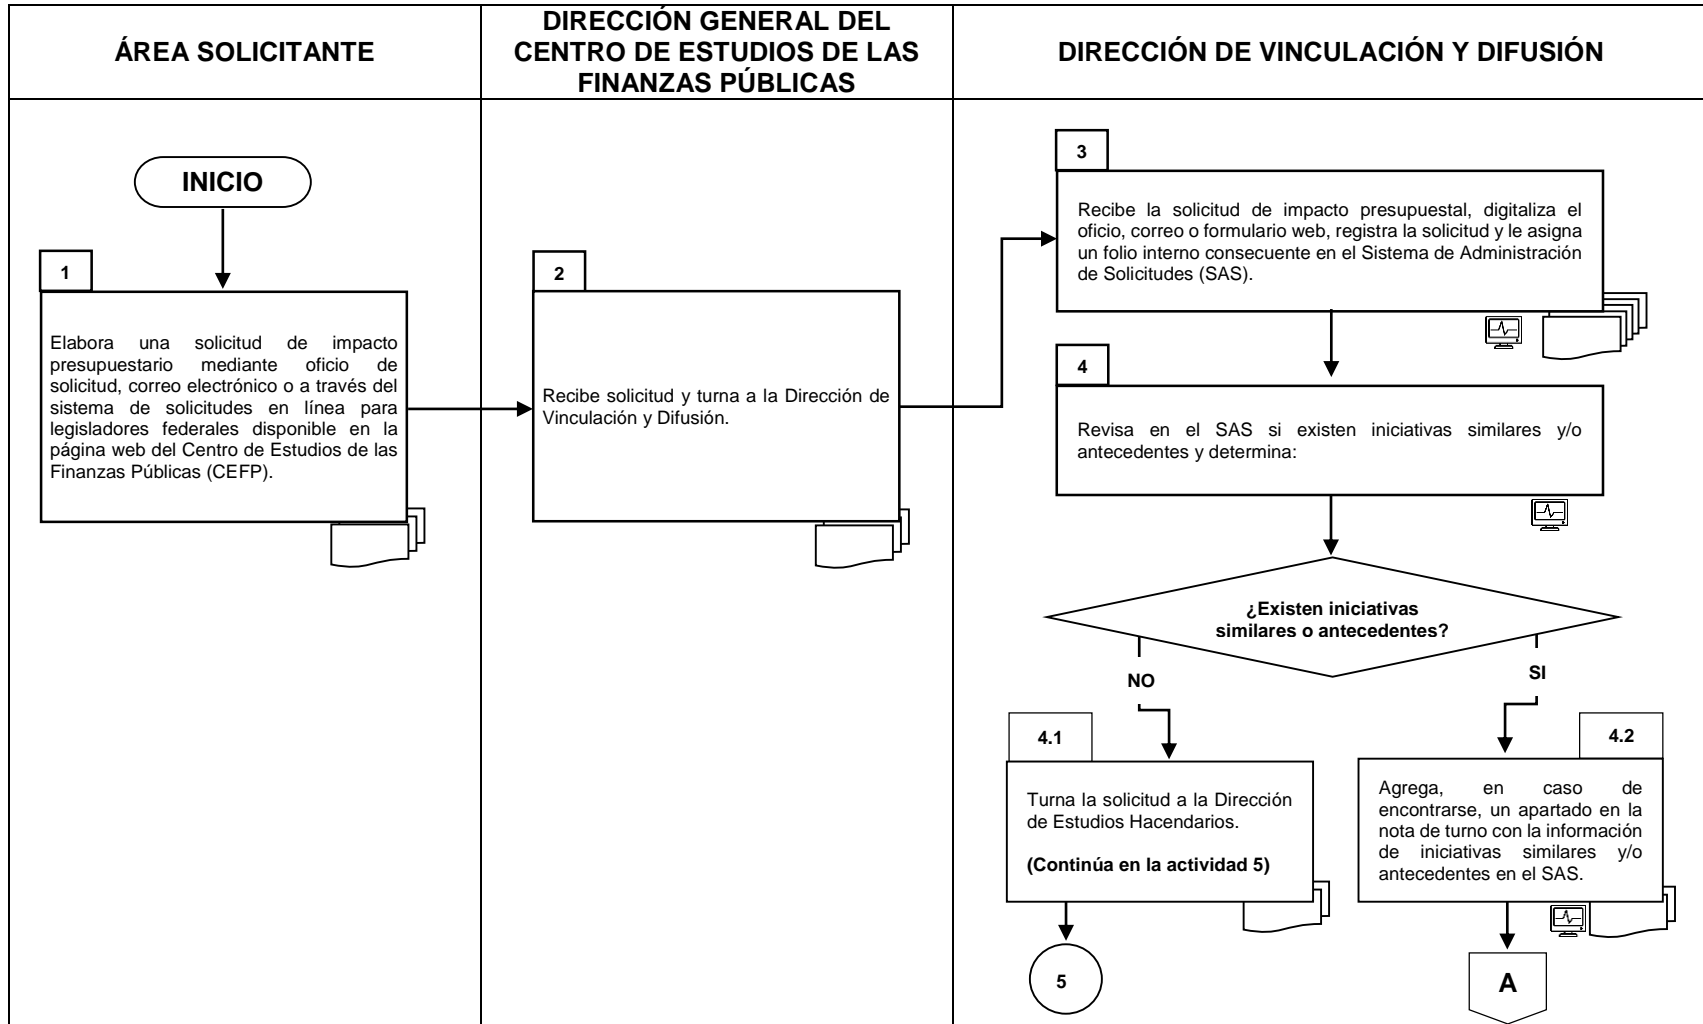 ÁREA SOLICITANTE
DIRECCIÓN GENERAL DEL
CENTRO DE ESTUDIOS DE LAS
FINANZAS PÚBLICAS
DIRECCIÓN DE VINCULACIÓN Y DIFUSIÓN
INICIO
1
Elabora una solicitud de impacto
presupuestario mediante oficio de
solicitud, correo electrónico o a través del
sistema de solicitudes en línea para
legisladores federales disponible en la
página web del Centro de Estudios de las
Finanzas Públicas (CEFP).
2
Recibe solicitud y turna a la Dirección de
Vinculación y Difusión.
3
Recibe la solicitud de impacto presupuestal, digitaliza el
oficio, correo o formulario web, registra la solicitud y le asigna
un folio interno consecuente en el Sistema de Administración
de Solicitudes (SAS).
4
Revisa en el SAS si existen iniciativas similares y/o
antecedentes y determina:
¿Existen iniciativas
similares o antecedentes?
NO
SI
4.1
Turna la solicitud a la Dirección
de Estudios Hacendarios.
(Continúa en la actividad 5)
5
4.2
Agrega, en caso de
encontrarse, un apartado en la
nota de turno con la información
de iniciativas similares y/o
antecedentes en el SAS.
A